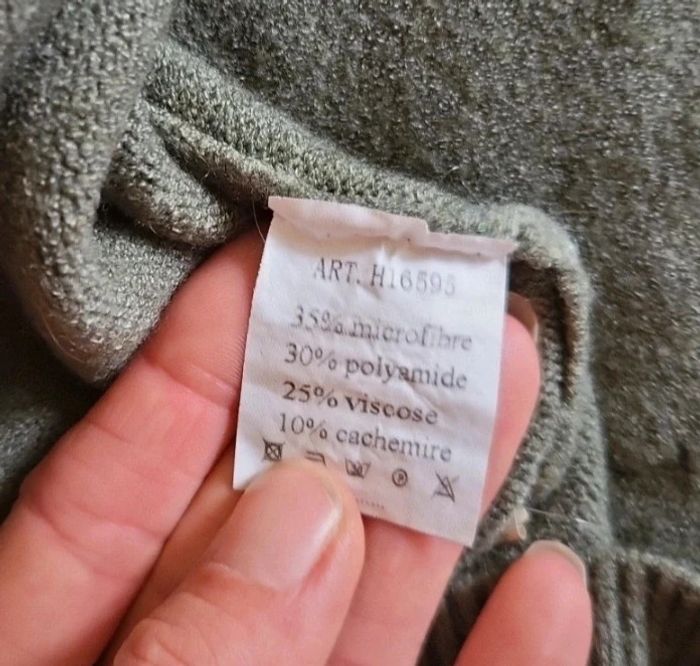 ART. H16595
35% microfibre
30% polyamide
25% viscose
10% cachemire